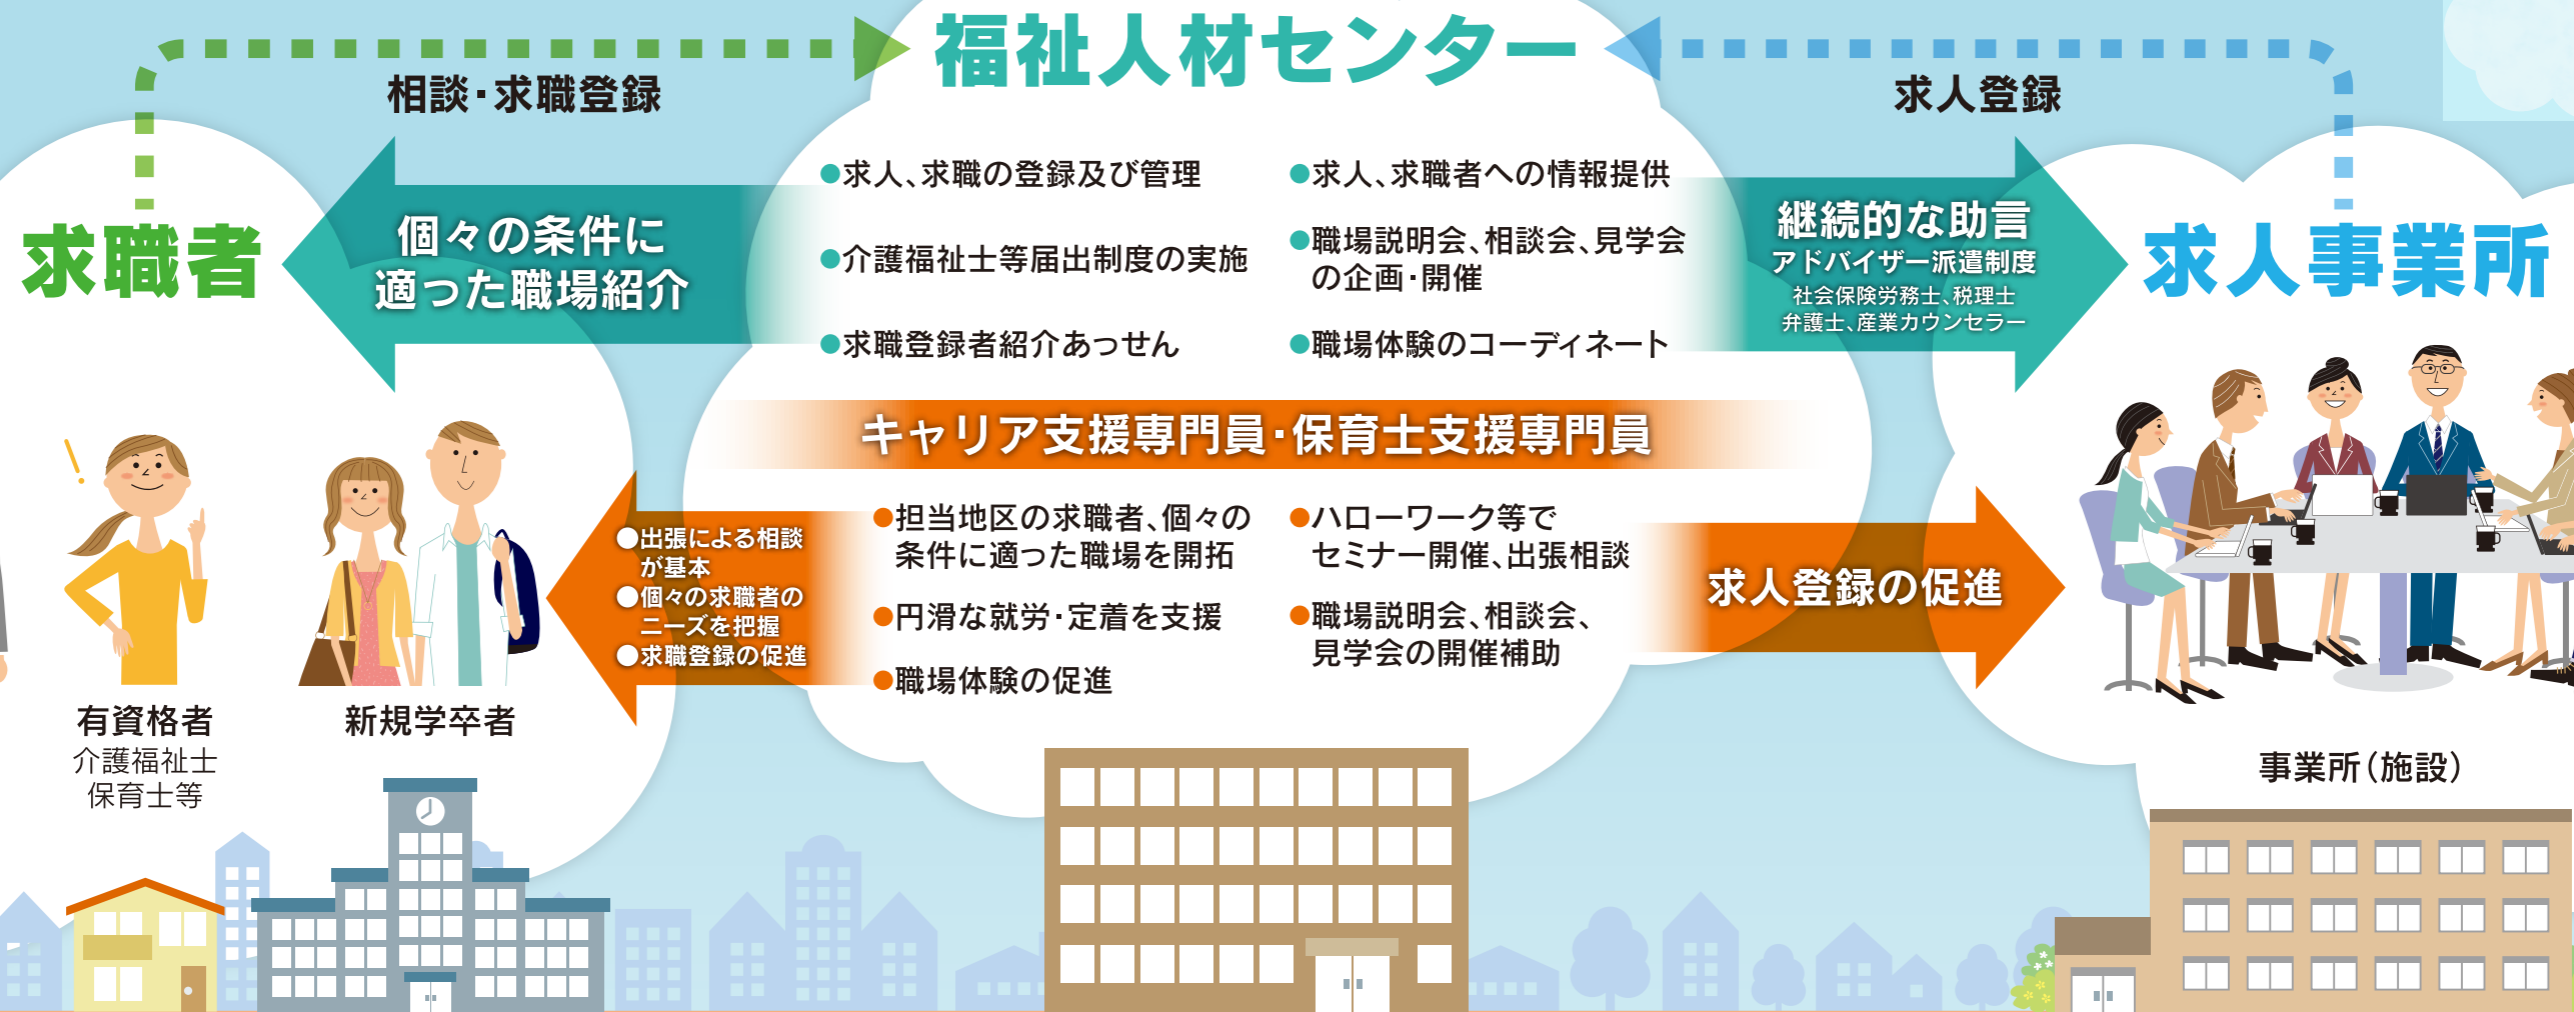 福祉人材センター
相談・求職登録
求人登録
求職者
個々の条件に
適った職場紹介
●求人、求職の登録及び管理
●介護福祉士等届出制度の実施
●求職登録者紹介あっせん
●求人、求職者への情報提供
●職場説明会、相談会、見学会
の企画・開催
●職場体験のコーディネート
継続的な助言
アドバイザー派遣制度
社会保険労務士、税理士
弁護士、産業カウンセラー
求人事業所
キャリア支援専門員・保育士支援専門員
●出張による相談
が基本
●個々の求職者の
ニーズを把握
●求職登録の促進
●担当地区の求職者、個々の
条件に適った職場を開拓
●円滑な就労・定着を支援
●職場体験の促進
●ハローワーク等で
セミナー開催、出張相談
●職場説明会、相談会、
見学会の開催補助
求人登録の促進
有資格者
介護福祉士
保育士等
新規学卒者
事業所（施設）